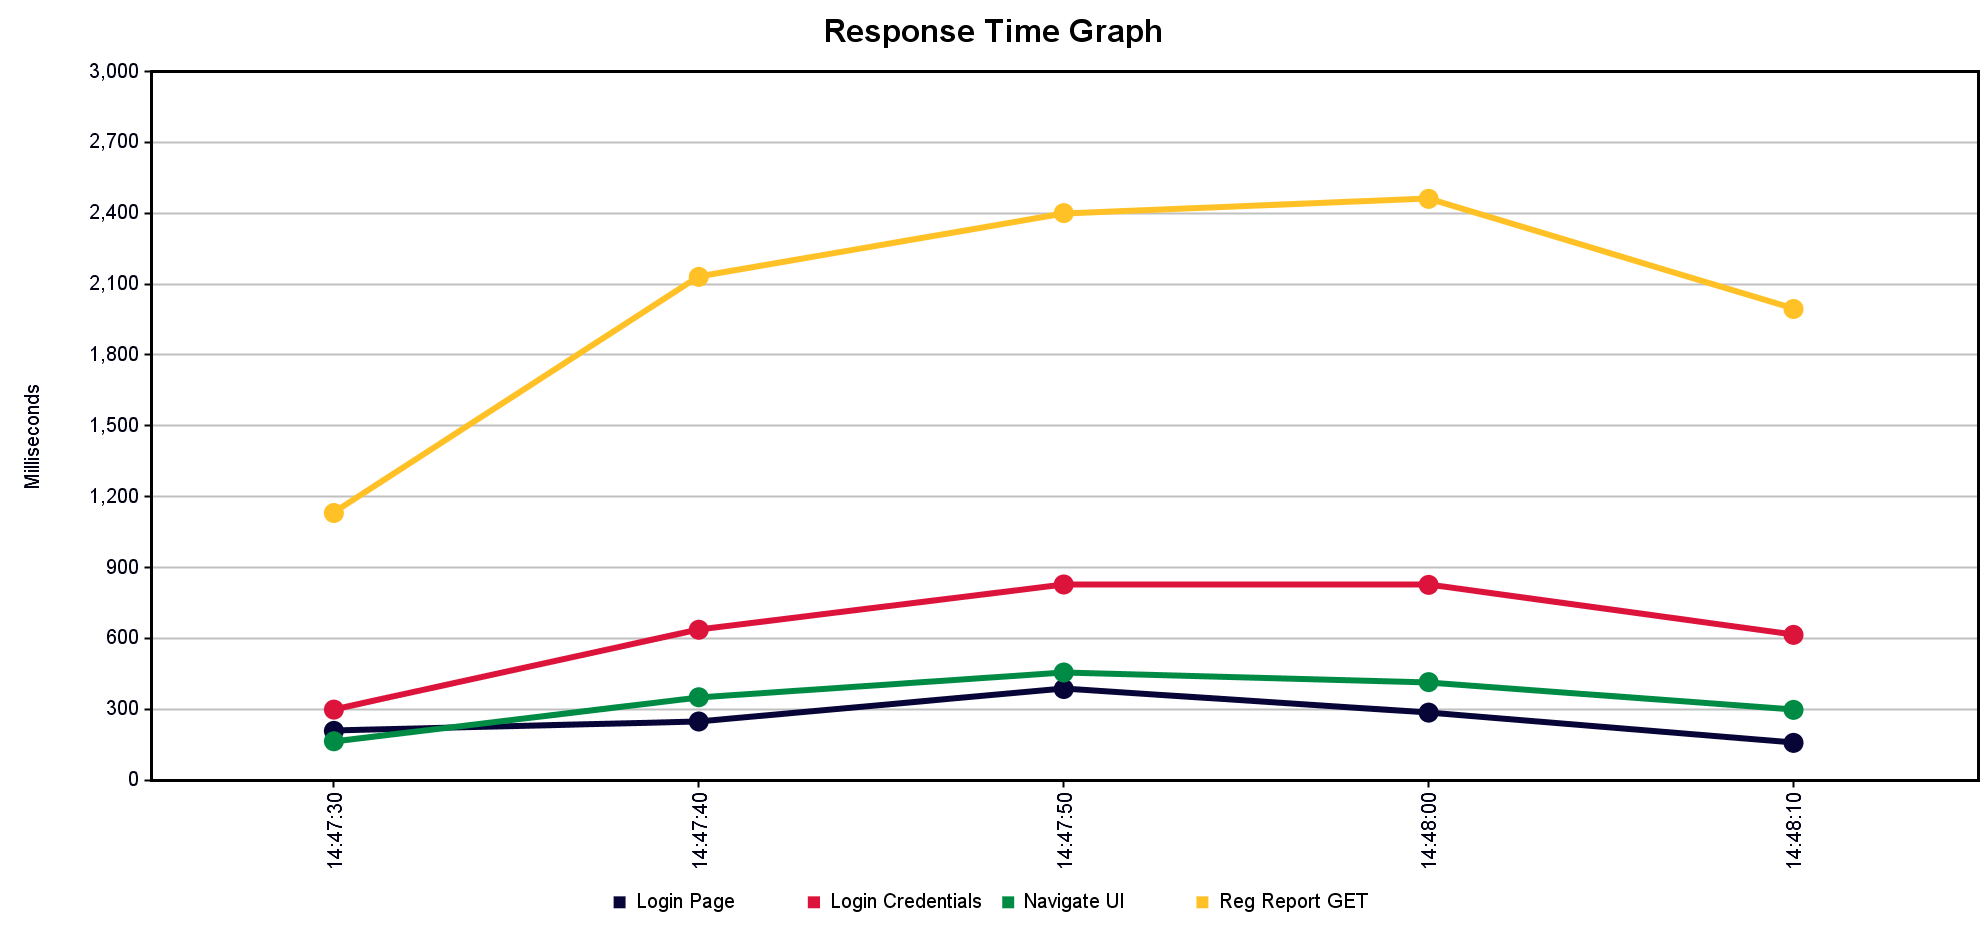 Response Time Graph
3,000
2,700
2,400
2,100
1,800
1,500
1,200
900
600
300
0
Milliseconds
14:47:30
14:47:40
14:47:50
14:48:00
14:48:10
Login Page
Login Credentials
Navigate UI
Reg Report GET